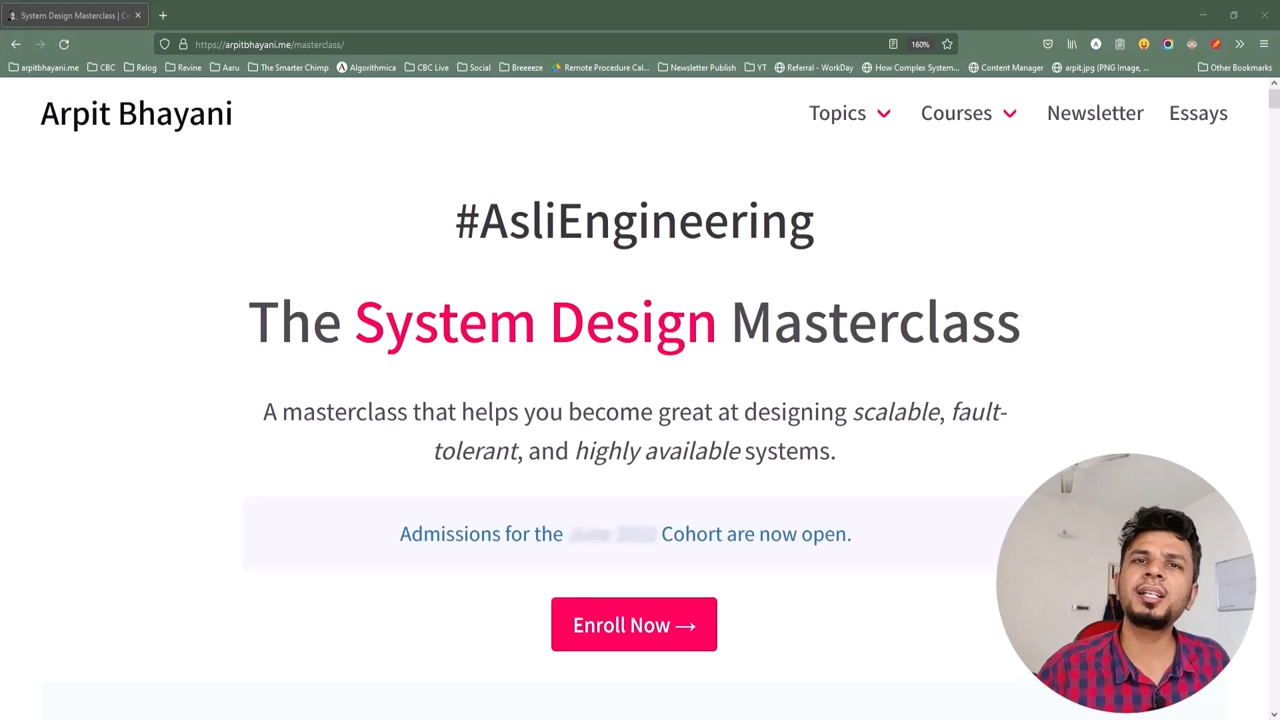 System Design Masterclass | Co
https://arpitbhayani.me/masterclass/
160%
arpitbhayani.me
CBC
Relog
Revine
Aaru
The Smarter Chimp
Algorithmica
CBC Live
Social
Breeeeze
Remote Procedure Cal...
Newsletter Publish
YT
Referral - WorkDay
How Complex System...
Content Manager
arpit.jpg (PNG Image, ...
Other Bookmarks
Arpit Bhayani
Topics
Courses
Newsletter
Essays
#AsliEngineering
The System Design Masterclass
A masterclass that helps you become great at designing scalable, fault-
tolerant, and highly available systems.
Admissions for the Cohort are now open.
Enroll Now →